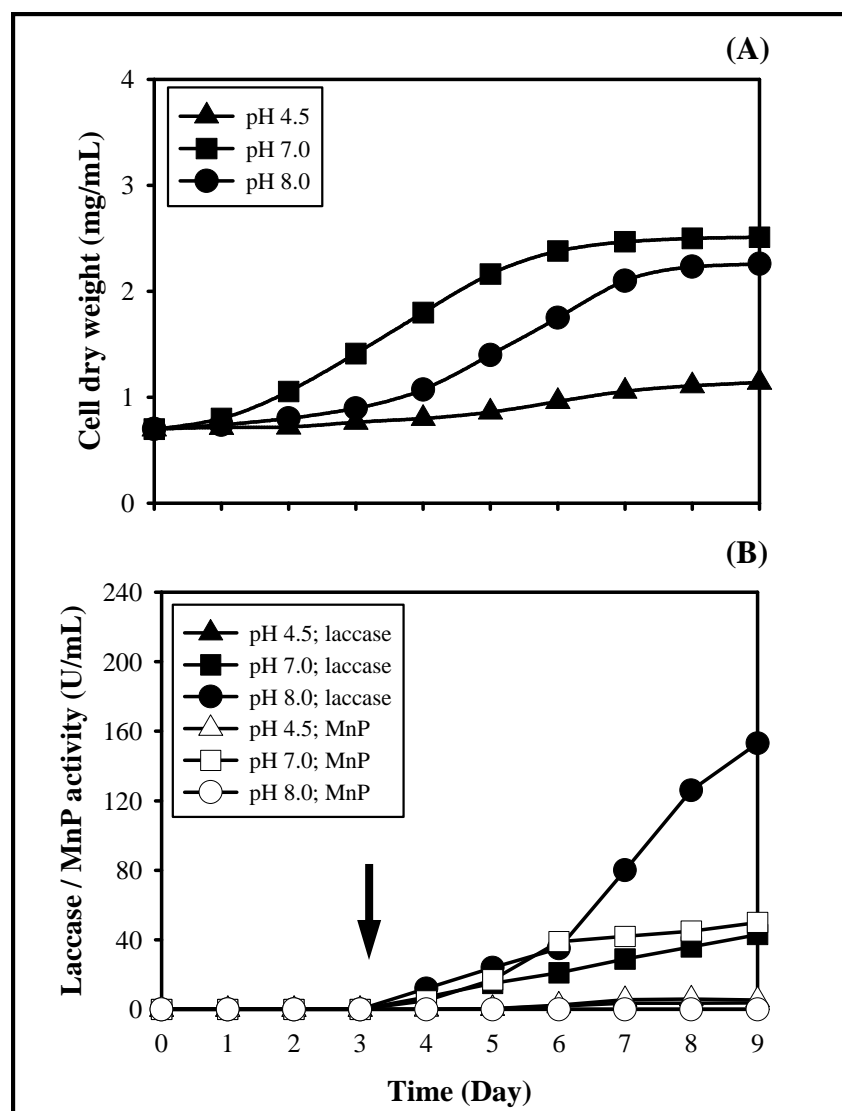 (A)
4
3
2
1
0
Cell dry weight (mg/mL)
pH 4.5
pH 7.0
pH 8.0
(B)
240
200
160
120
80
40
0
Laccase / MnP activity (U/mL)
pH 4.5; laccase
pH 7.0; laccase
pH 8.0; laccase
pH 4.5; MnP
pH 7.0; MnP
pH 8.0; MnP
0 1 2 3 4 5 6 7 8 9
Time (Day)